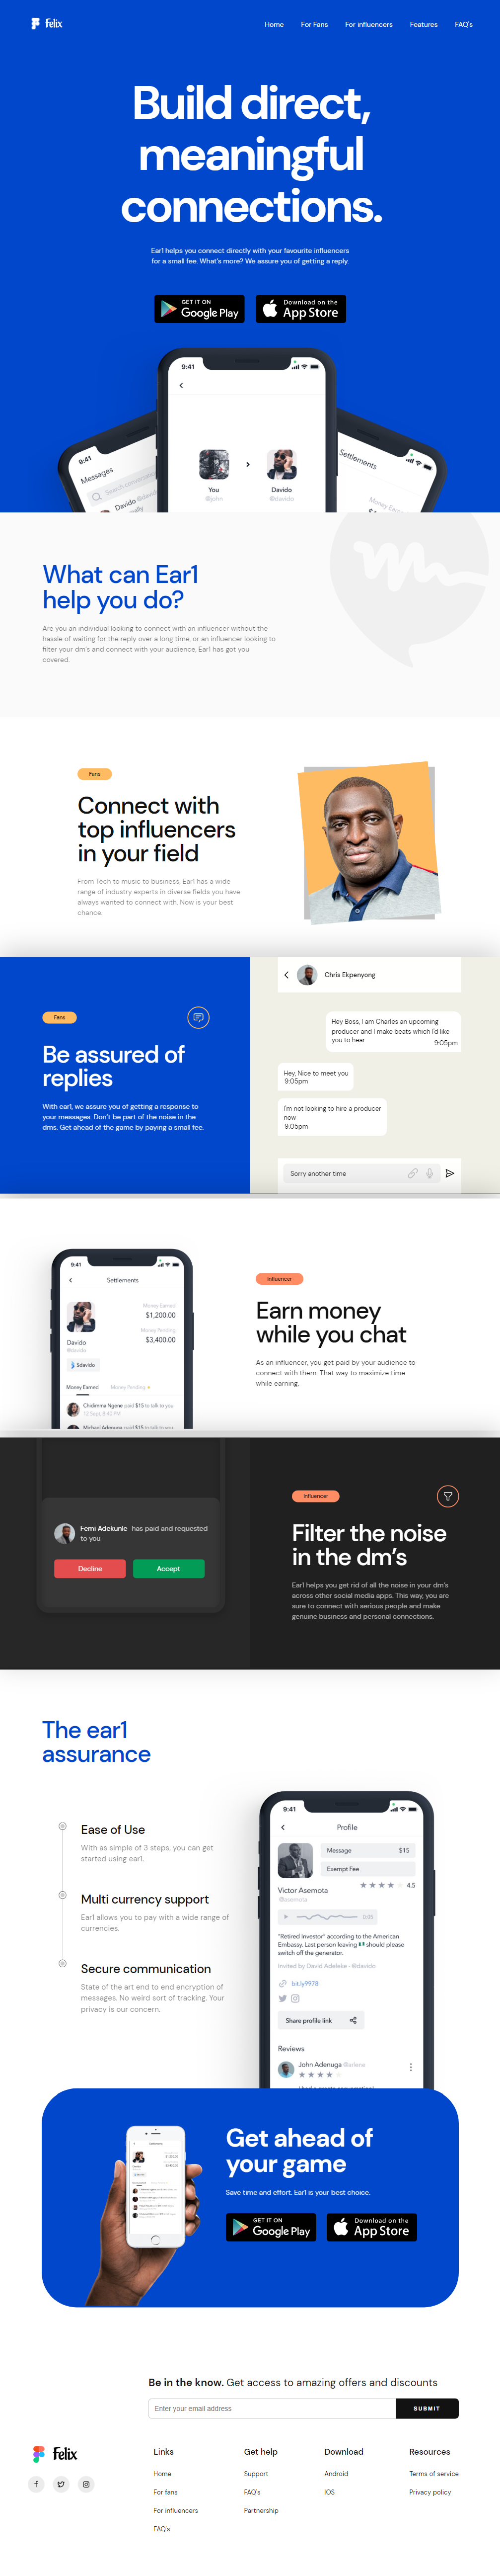 felix
Home
For Fans
For influencers
Features
FAQ's
Build direct,
meaningful
connections.
Ear1 helps you connect directly with your favourite influencers
for a small fee. What's more? We assure you of getting a reply.
GET IT ON
Google Play
Download on the
App Store
9:41
9:41
Messages
Davido
You
@john
Davido
@davido
Settlements
Money Earned
What can Ear1
help you do?
Are you an individual looking to connect with an influencer without the
hassle of waiting for the reply over a long time, or an influencer looking to
filter your dm's and connect with your audience, Ear1 has got you
covered.
Fans
Connect with
top influencers
in your field
From Tech to music to business, Ear1 has a wide
range of industry experts in diverse fields you have
always wanted to connect with. Now is your best
chance
Chris Ekpenyong
Fans
Be assured of
replies
With ear1, we assure you of getting a response to
your messages. Don't be part of the noise in the
dms. Get ahead of the game by paying a small fee.
Hey Boss, I am Charles an upcoming
producer and I make beats which I'd like
you to hear
9:05pm
Hey, Nice to meet you
9:05pm
I'm not looking to hire a producer
now
9:05pm
Sorry another time
9:41
Settlements
Money Earned
$1,200.00
Money Pending
$3,400.00
Davido
@davido
$davido
Money Earned
Money Pending
Chidimma Ngene paid $15 to talk to you
12 Sept, 8:40 PM
Michael Adenuga paid $15 to talk to you
Influencer
Earn money
while you chat
As an influencer, you get paid by your audience to
connect with them. That way to maximize time
while earning.
Femi Adekunle has paid and requested
to you
Decline
Accept
Influencer
Filter the noise
in the dm's
Ear1 helps you get rid of all the noise in your dm's
across other social media apps. This way, you are
sure to connect with serious people and make
genuine business and personal connections.
The ear1
assurance
Ease of Use
With as simple of 3 steps, you can get
started using ear1.
Multi currency support
Ear1 allows you to pay with a wide range of
currencies.
Secure communication
State of the art end to end encryption of
messages. No weird sort of tracking. Your
privacy is our concern.
9:41
Profile
Message
$15
Exempt Fee
Victor Asemota
@asemota
4.5
0:05
"Retired Investor" according to the American
Embassy. Last person leaving should please
switch off the generator.
Invited by David Adeleke - @davido
bit.ly9978
Share profile link
Reviews
John Adenuga
Get ahead of
your game
Save time and effort. Ear1 is your best choice.
GET IT ON
Google Play
Download on the
App Store
Be in the know. Get access to amazing offers and discounts
Enter your email address
SUBMIT
felix
Links
Home
For fans
For influencers
FAQ's
Get help
Support
FAQ's
Partnership
Download
Android
IOS
Resources
Terms of service
Privacy policy